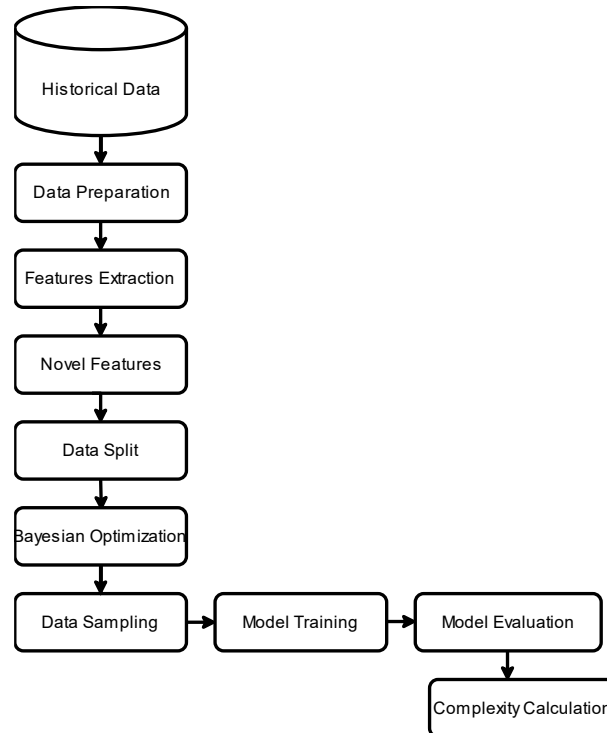 Historical Data
Data Preparation
Features Extraction
Novel Features
Data Split
Bayesian Optimization
Data Sampling
Model Training
Model Evaluation
Complexity Calculation